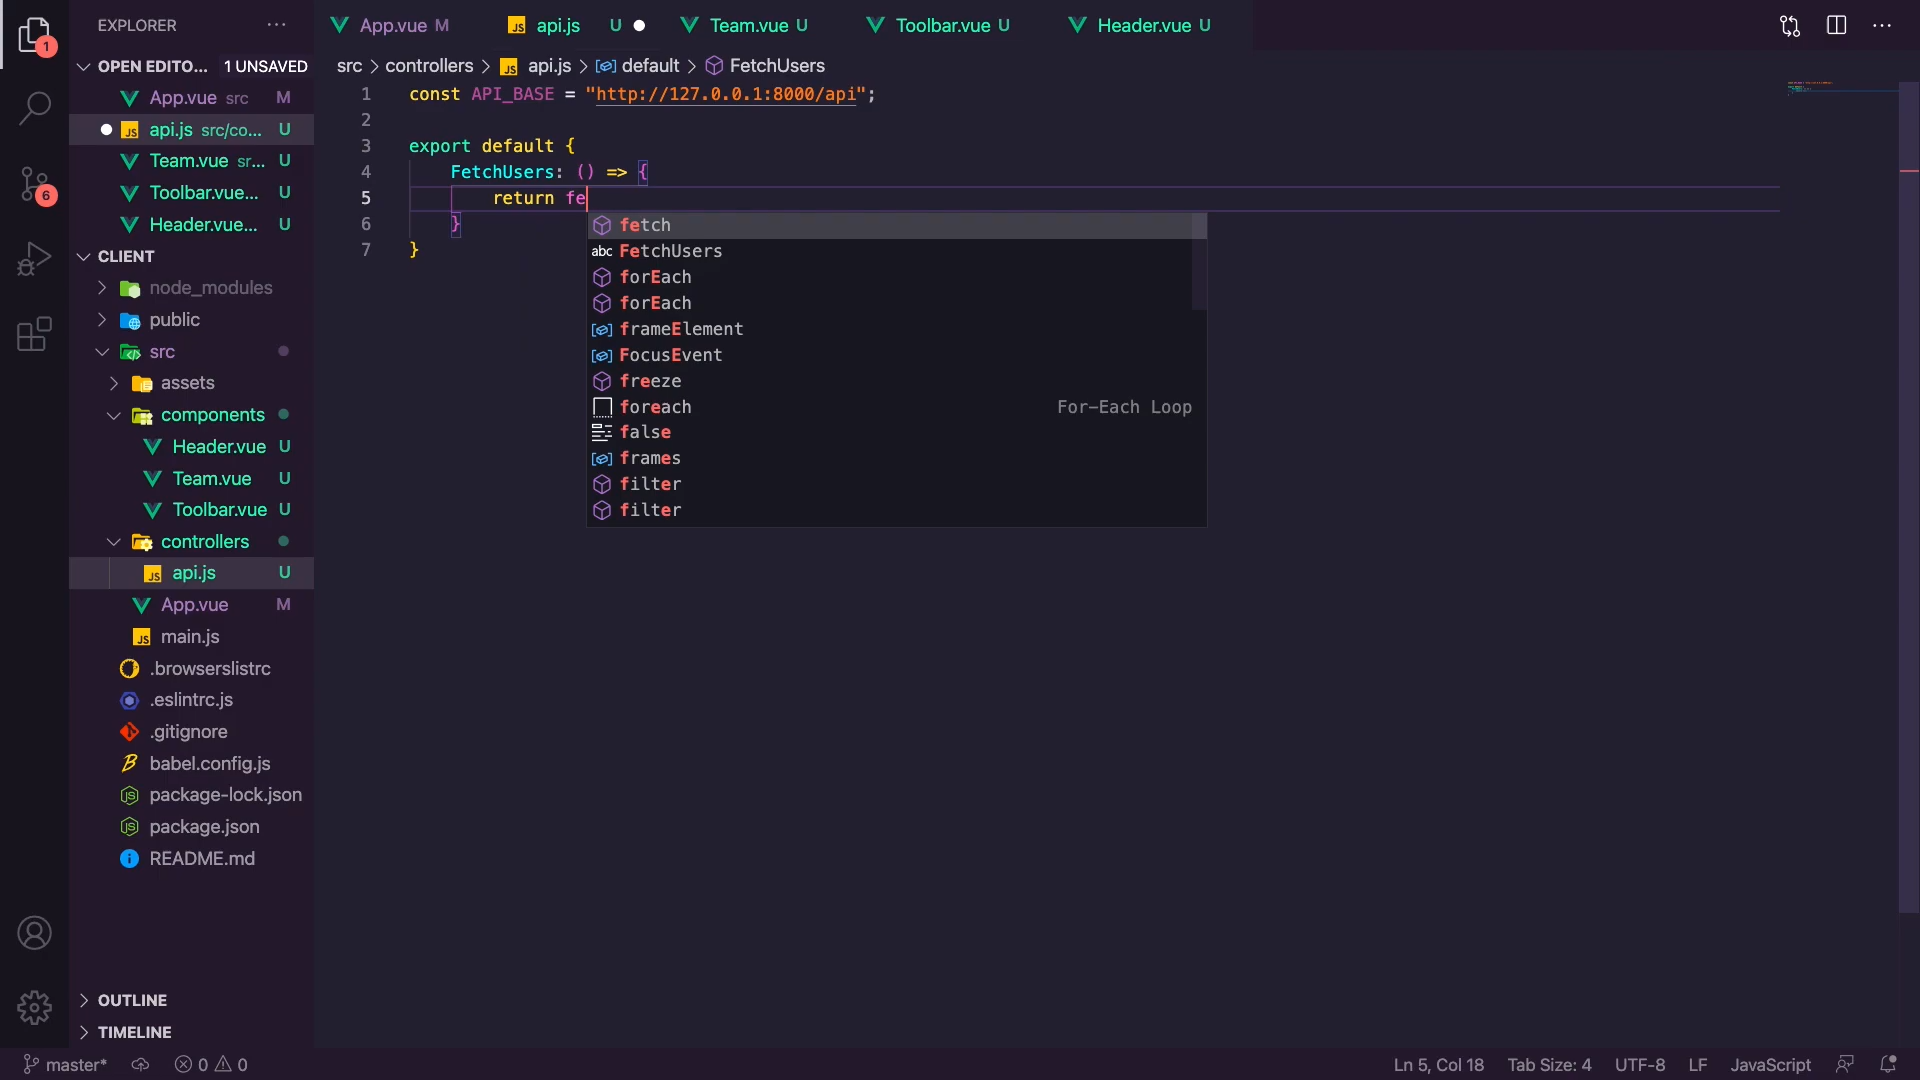 EXPLORER
1
OPEN EDITO... 1 UNSAVED
App.vue src M
api.js src/co... U
Team.vue sr... U
Toolbar.vue... U
Header.vue... U
6
CLIENT
node_modules
public
src
assets
components
Header.vue U
Team.vue U
Toolbar.vue U
controllers
api.js U
App.vue M
main.js
.browserslistrc
.eslintrc.js
.gitignore
babel.config.js
package-lock.json
package.json
README.md
OUTLINE
TIMELINE
App.vue M api.js U Team.vue U Toolbar.vue U Header.vue U
src > controllers > api.js > default > FetchUsers
1 const API_BASE = "http://127.0.0.1:8000/api";
2
3 export default {
4 FetchUsers: () => {
5 return fe
6 }
7 }
fetch
abc FetchUsers
forEach
forEach
frameElement
FocusEvent
freeze
foreach For-Each Loop
false
frames
filter
filter
master* 0 0 Ln 5, Col 18 Tab Size: 4 UTF-8 LF JavaScript